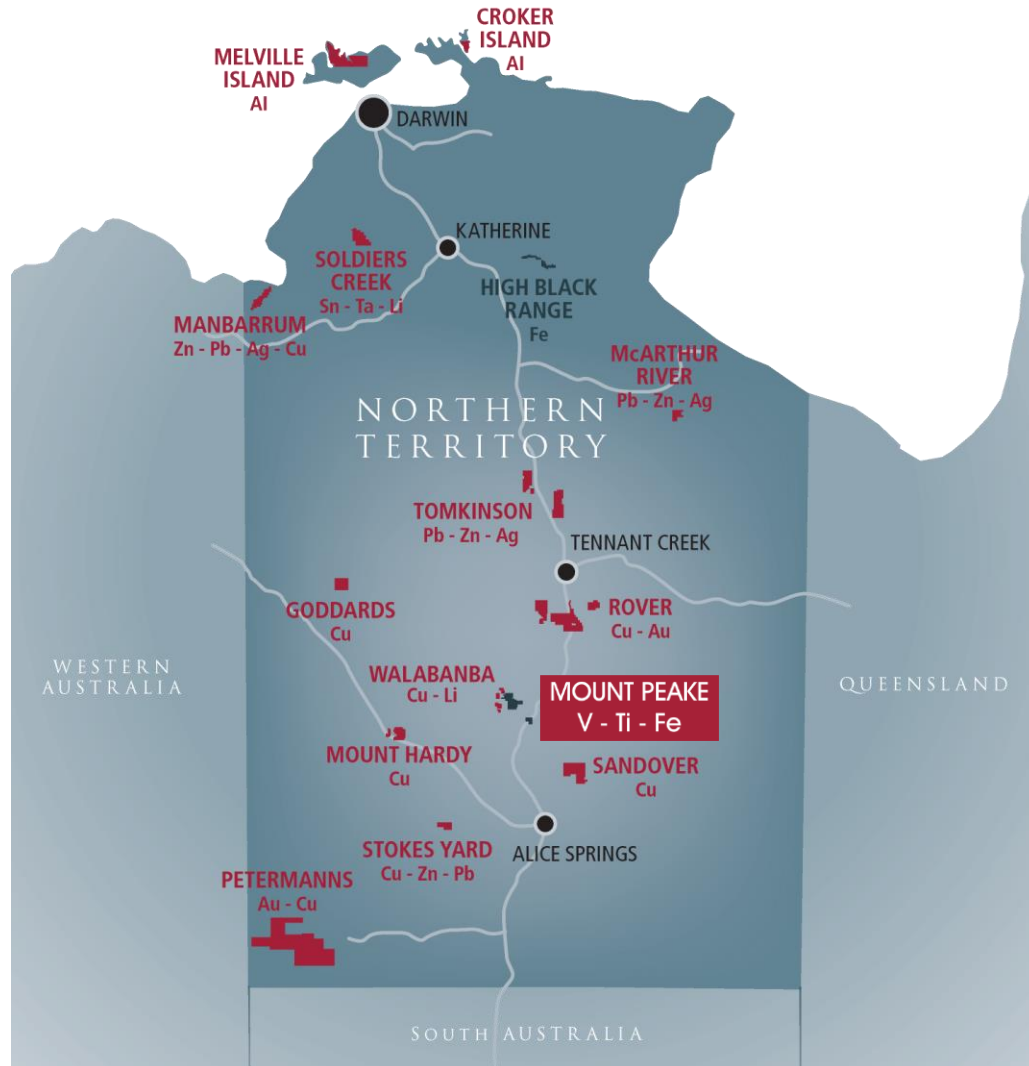 CROKER
ISLAND
Al
MELVILLE
ISLAND
Al
DARWIN
KATHERINE
SOLDIERS
CREEK
Sn - Ta - Li
HIGH BLACK
RANGE
Fe
MANBARRUM
Zn - Pb - Ag - Cu
McARTHUR
RIVER
Pb - Zn - Ag
NORTHERN
TERRITORY
TOMKINSON
Pb - Zn - Ag
TENNANT CREEK
GODDARDS
Cu
ROVER
Cu - Au
WESTERN
AUSTRALIA
WALABANBA
Cu - Li
MOUNT PEAKE
V - Ti - Fe
QUEENSLAND
MOUNT HARDY
Cu
SANDOVER
Cu
STOKES YARD
Cu - Zn - Pb
ALICE SPRINGS
PETERMANNS
Au - Cu
SOUTH AUSTRALIA